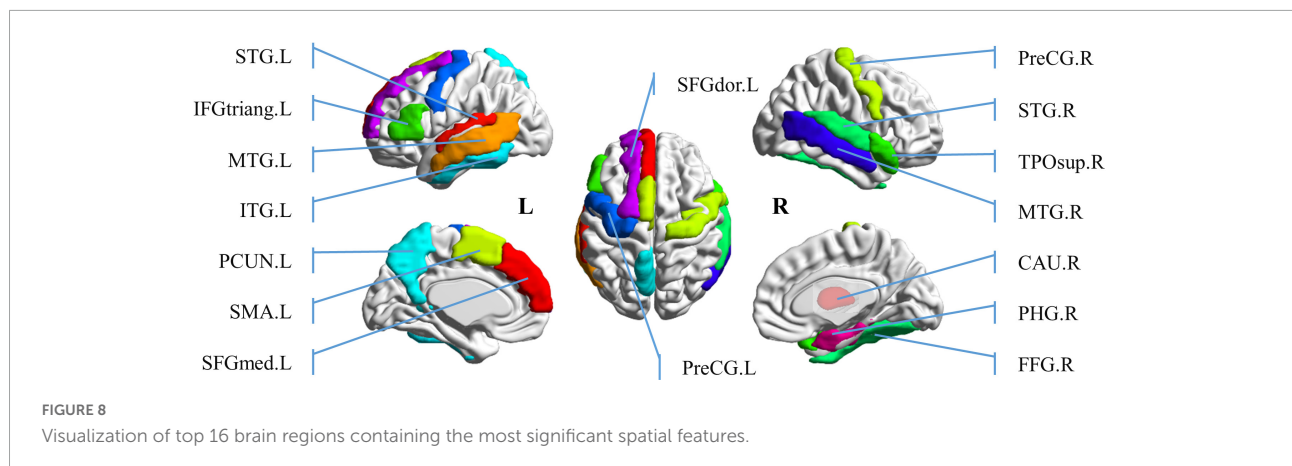 STG.L
IFGtriang.L
MTG.L
ITG.L
PCUN.L
SMA.L
SFGmed.L
SFGdor.L
L
R
PreCG.L
PreCG.R
STG.R
TPOsup.R
MTG.R
CAU.R
PHG.R
FFG.R
FIGURE 8
Visualization of top 16 brain regions containing the most significant spatial features.